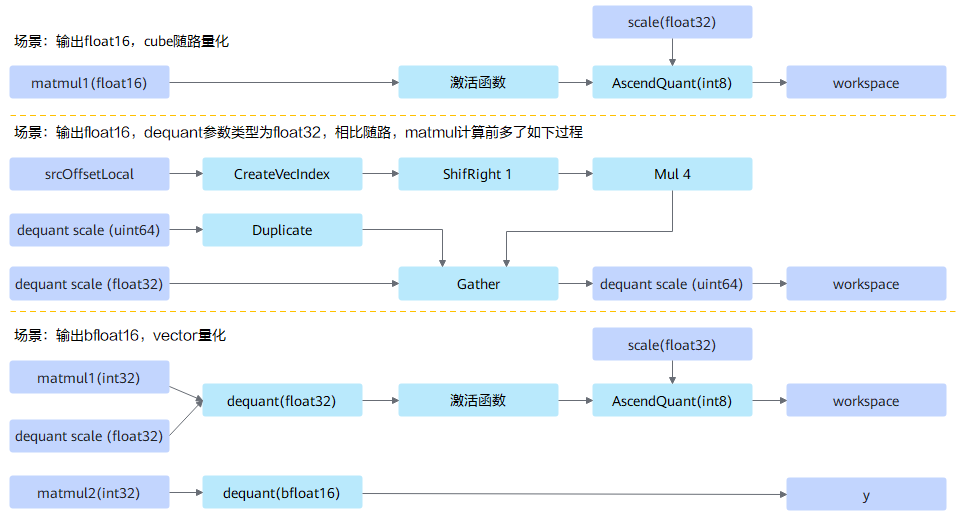 scale(float32)
场景：输出float16，cube随路量化
matmul1(float16)
激活函数
AscendQuant(int8)
workspace
场景：输出float16，dequant参数类型为float32，相比随路，matmul计算前多了如下过程
srcOffsetLocal
CreateVecIndex
ShifRight 1
Mul 4
dequant scale (uint64)
Duplicate
dequant scale (float32)
Gather
dequant scale (uint64)
workspace
场景：输出bfloat16，vector量化
scale(float32)
matmul1(int32)
dequant(float32)
激活函数
AscendQuant(int8)
workspace
dequant scale (float32)
matmul2(int32)
dequant(bfloat16)
y